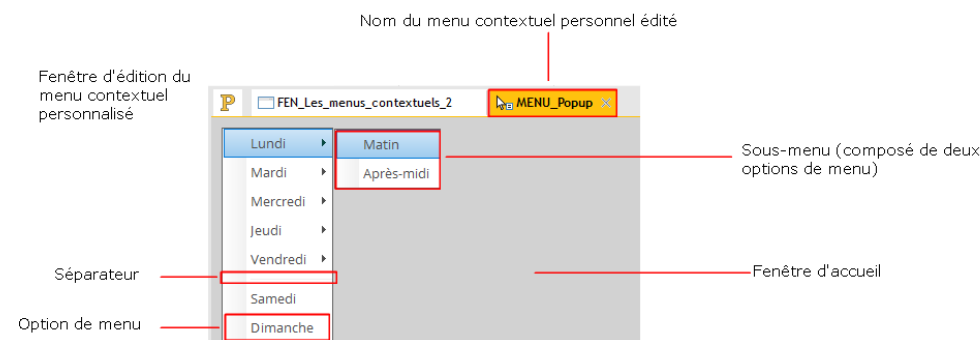 Nom du menu contextuel personnel édité
Fenêtre d'édition du
menu contextuel
personnalisé
P
FEN_Les_menus_contextuels_2
MENU_Popup
Lundi
Matin
Sous-menu (composé de deux
options de menu)
Mardi
Après-midi
Mercredi
Jeudi
Vendredi
Séparateur
Fenêtre d'accueil
Samedi
Option de menu
Dimanche